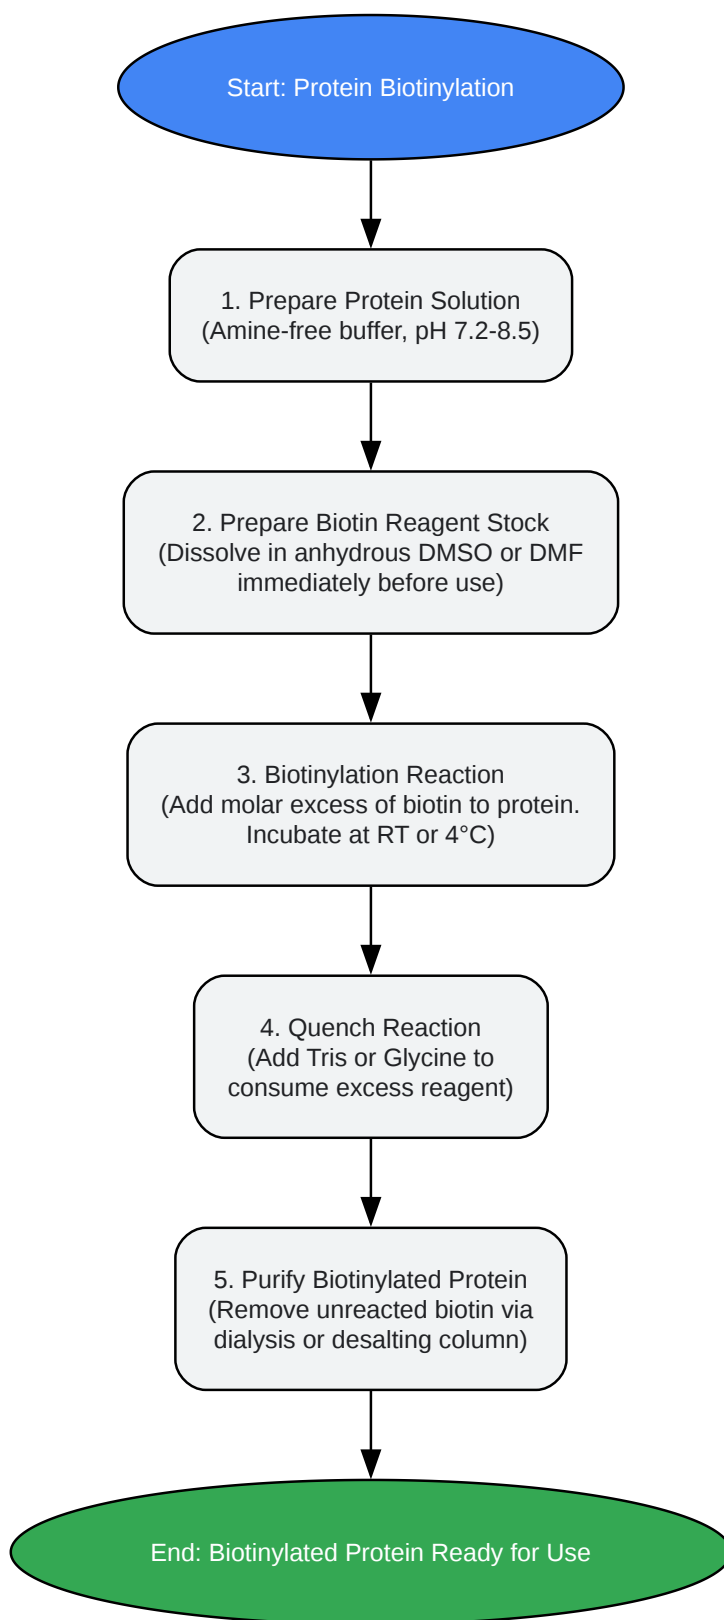 Start: Protein Biotinylation
1. Prepare Protein Solution
(Amine-free buffer, pH 7.2-8.5)
2. Prepare Biotin Reagent Stock
(Dissolve in anhydrous DMSO or DMF
immediately before use)
3. Biotinylation Reaction
(Add molar excess of biotin to protein.
Incubate at RT or 4°C)
4. Quench Reaction
(Add Tris or Glycine to
consume excess reagent)
5. Purify Biotinylated Protein
(Remove unreacted biotin via
dialysis or desalting column)
End: Biotinylated Protein Ready for Use